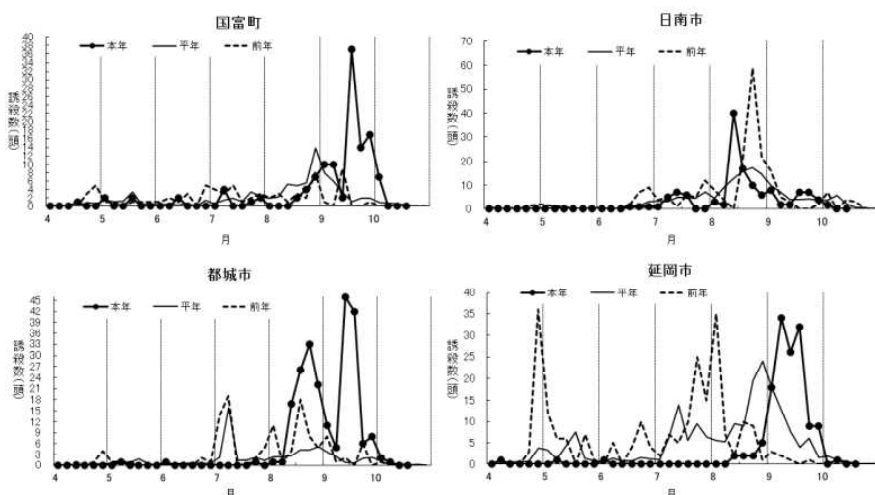 国富町
本年 平年 前年
誘殺数(頭)
40
38
36
34
32
30
28
26
24
22
20
18
16
14
12
10
8
6
4
2
0
4 5 6 7 8 9 10
月
日南市
本年 平年 前年
誘殺数(頭)
70
60
50
40
30
20
10
0
4 5 6 7 8 9 10
月
都城市
本年 平年 前年
誘殺数(頭)
45
42
39
36
33
30
27
24
21
18
15
12
9
6
3
0
4 5 6 7 8 9 10
月
延岡市
本年 平年 前年
誘殺数(頭)
40
35
30
25
20
15
10
5
0
4 5 6 7 8 9 10
月